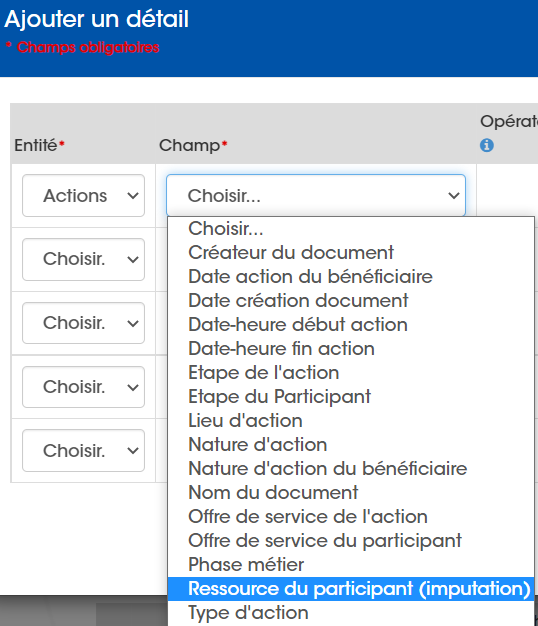 Ajouter un détail
* Champs obligatoires
Opérat
Entité* Champ*
Actions Choisir...
Choisir...
Créateur du document
Choisir. Date action du bénéficiaire
Date création document
Choisir. Date-heure début action
Date-heure fin action
Etape de l'action
Choisir. Etape du Participant
Lieu d'action
Choisir. Nature d'action
Nature d'action du bénéficiaire
Nom du document
Offre de service de l'action
Offre de service du participant
Phase métier
Ressource du participant (imputation)
Type d'action